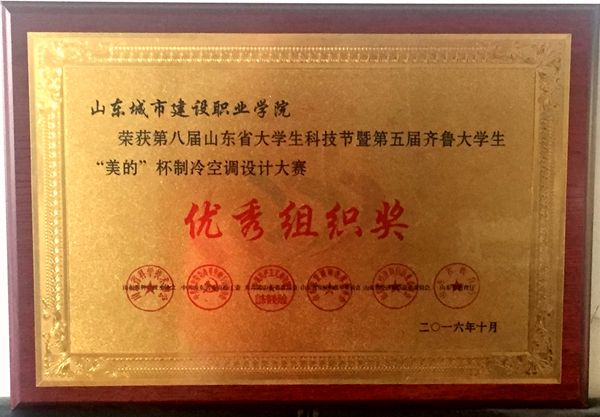 山东城市建设职业学院
荣获第八届山东省大学生科技节暨第五届齐鲁大学生
“美的”杯制冷空调设计大赛
优秀组织奖
二〇一六年十月